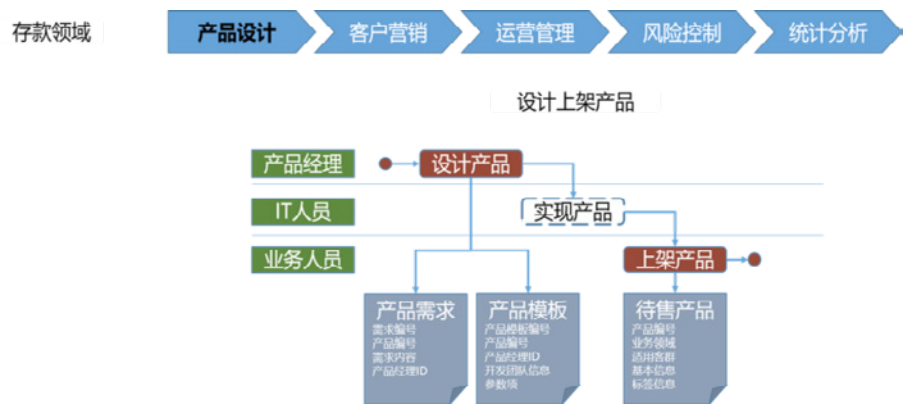 存款领域
产品设计
客户营销
运营管理
风险控制
统计分析
设计上架产品
产品经理
设计产品
IT人员
实现产品
业务人员
上架产品
产品需求
需求编号
产品编号
需求内容
产品经理ID
产品模板
产品模板编号
产品编号
产品经理ID
开发团队信息
参数项
待售产品
产品编号
业务领域
适用客群
基本信息
标签信息